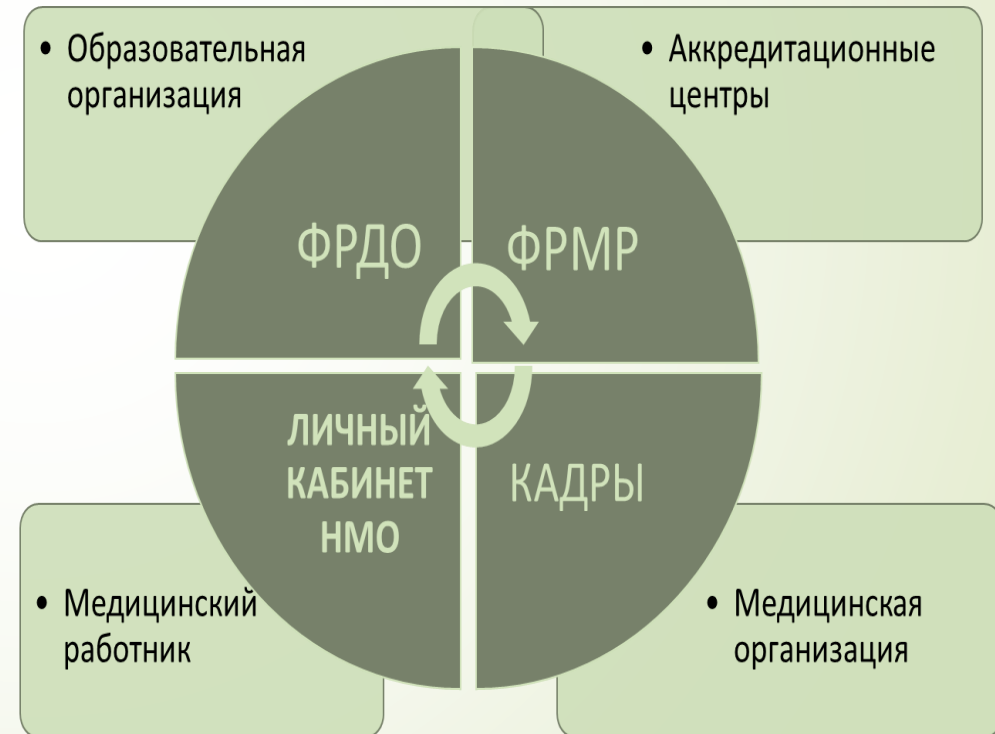 • Образовательная
организация
• Аккредитационные
центры
ФРДО
ФРМР
ЛИЧНЫЙ
КАБИНЕТ
НМО
КАДРЫ
• Медицинский
работник
• Медицинская
организация